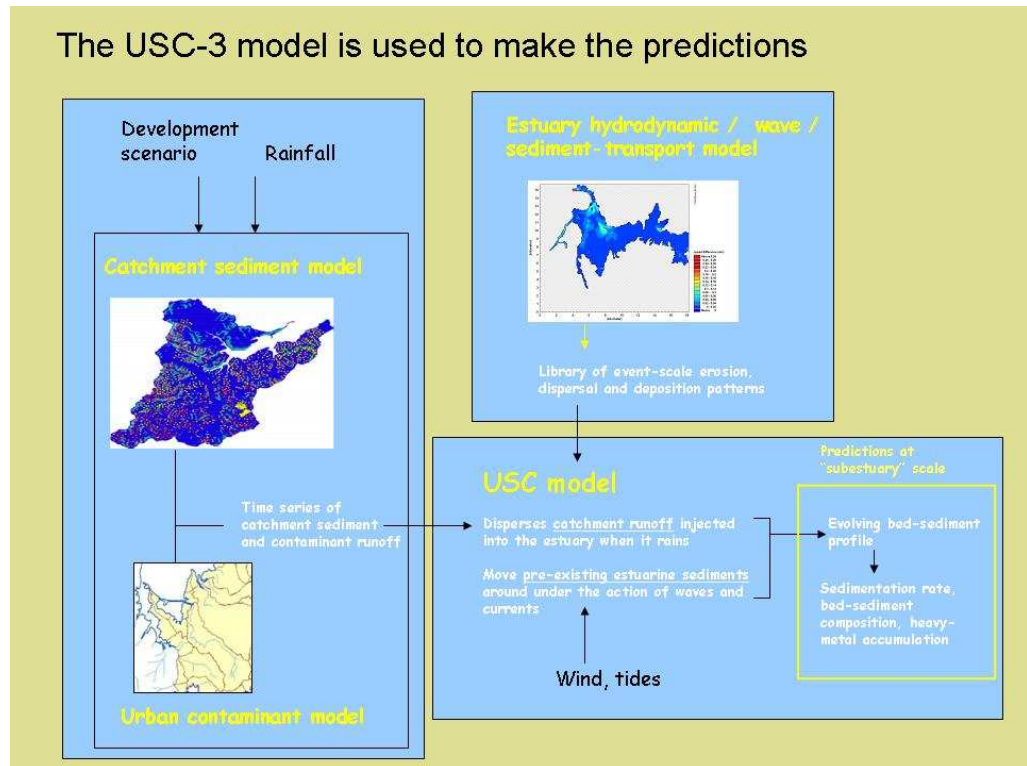 The USC-3 model is used to make the predictions
Development
scenario
Rainfall
Catchment sediment model
Time series of
catchment sediment
and contaminant runoff
Urban contaminant model
Estuary hydrodynamic / wave /
sediment-transport model
Library of event-scale erosion,
dispersal and deposition patterns
USC model
Disperses catchment runoff injected
into the estuary when it rains
Move pre-existing estuarine sediments
around under the action of waves and
currents
Wind, tides
Predictions at
"subestuary" scale
Evolving bed-sediment
profile
Sedimentation rate,
bed-sediment
composition, heavy-
metal accumulation